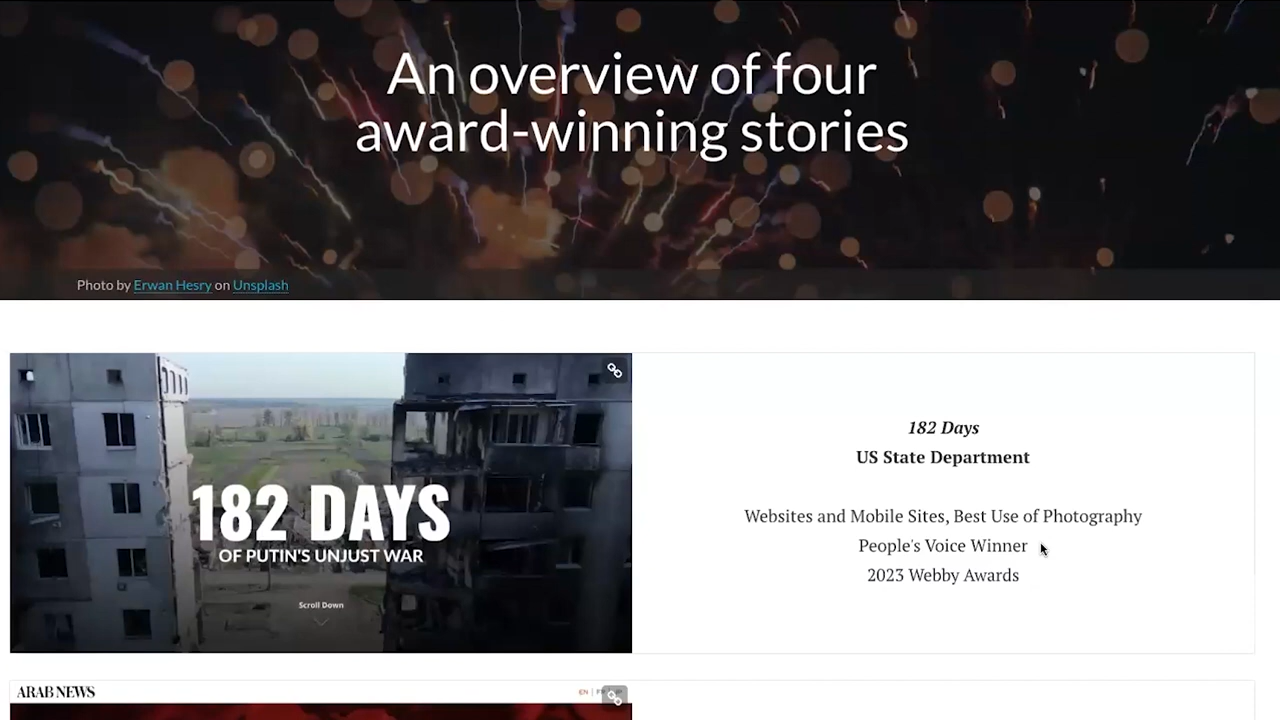 An overview of four
award-winning stories
Photo by Erwan Hesry on Unsplash
182 DAYS
OF PUTIN'S UNJUST WAR
Scroll Down
182 Days
US State Department
Websites and Mobile Sites, Best Use of Photography
People's Voice Winner
2023 Webby Awards
ARAB NEWS
EN